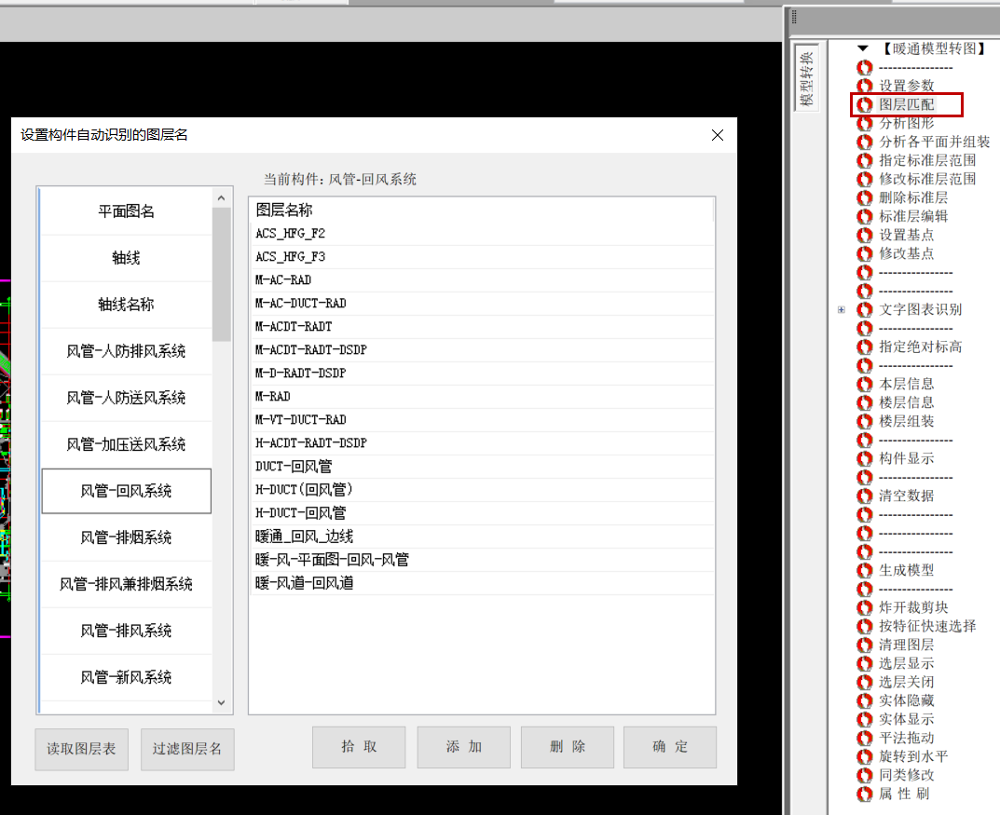 设置构件自动识别的图层名
当前构件: 风管-回风系统
平面图名
轴线
轴线名称
风管-人防排风系统
风管-人防送风系统
风管-加压送风系统
风管-回风系统
风管-排烟系统
风管-排风兼排烟系统
风管-排风系统
风管-新风系统
图层名称
ACS_HFG_F2
ACS_HFG_F3
M-AC-RAD
M-AC-DUCT-RAD
M-ACDT-RADT
M-ACDT-RADT-DSDP
M-D-RADT-DSDP
M-RAD
M-VT-DUCT-RAD
H-ACDT-RADT-DSDP
DUCT-回风管
H-DUCT(回风管)
H-DUCT-回风管
暖通_回风_边线
暖-风-平面图-回风-风管
暖-风道-回风道
读取图层表
过滤图层名
拾 取
添 加
删 除
确 定
模型转换
【暖通模型转图】
----------------
设置参数
图层匹配
分析图形
分析各平面并组装
指定标准层范围
修改标准层范围
删除标准层
标准层编辑
设置基点
修改基点
----------------
----------------
文字图表识别
----------------
指定绝对标高
----------------
本层信息
楼层信息
楼层组装
----------------
构件显示
----------------
清空数据
----------------
----------------
----------------
生成模型
----------------
炸开裁剪块
按特征快速选择
清理图层
选层显示
选层关闭
实体隐藏
实体显示
平法拖动
旋转到水平
同类修改
属 性 刷